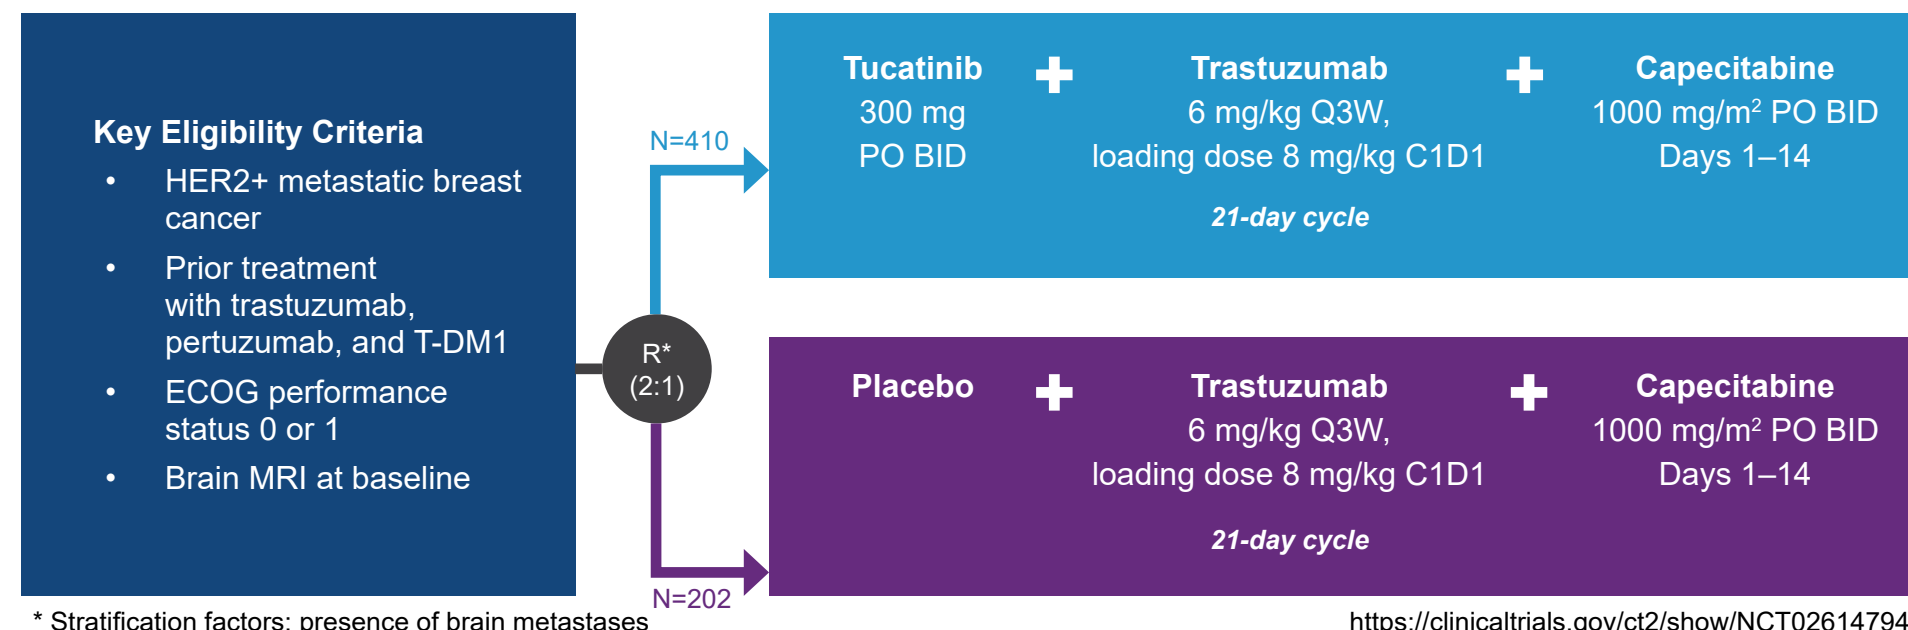 Key Eligibility Criteria
• HER2+ metastatic breast
cancer
• Prior treatment
with trastuzumab,
pertuzumab, and T-DM1
• ECOG performance
status 0 or 1
• Brain MRI at baseline
R*
(2:1)
N=410
Tucatinib
300 mg
PO BID
+
Trastuzumab
6 mg/kg Q3W,
loading dose 8 mg/kg C1D1
+
Capecitabine
1000 mg/m² PO BID
Days 1–14
21-day cycle
N=202
Placebo
+
Trastuzumab
6 mg/kg Q3W,
loading dose 8 mg/kg C1D1
+
Capecitabine
1000 mg/m² PO BID
Days 1–14
21-day cycle
* Stratification factors: presence of brain metastases
https://clinicaltrials.gov/ct2/show/NCT02614794